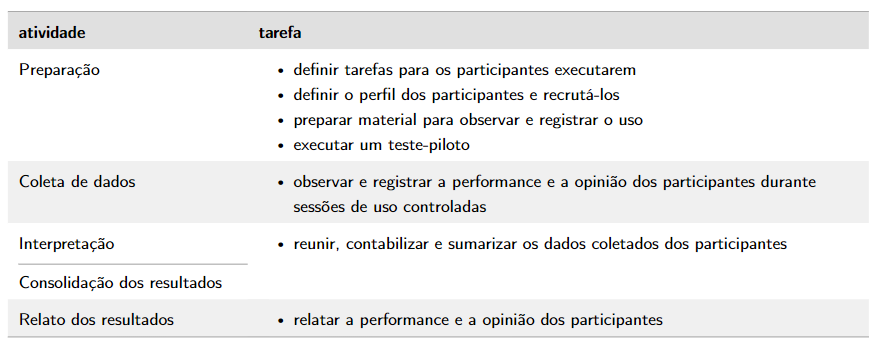 atividade tarefa
Preparação • definir tarefas para os participantes executarem
• definir o perfil dos participantes e recrutá-los
• preparar material para observar e registrar o uso
• executar um teste-piloto
Coleta de dados • observar e registrar a performance e a opinião dos participantes durante
sessões de uso controladas
Interpretação • reunir, contabilizar e sumarizar os dados coletados dos participantes
Consolidação dos resultados
Relato dos resultados • relatar a performance e a opinião dos participantes